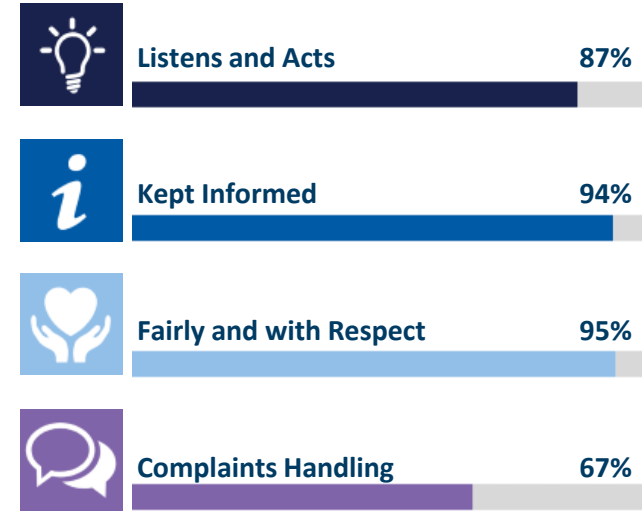 Listens and Acts 87%
Kept Informed 94%
Fairly and with Respect 95%
Complaints Handling 67%